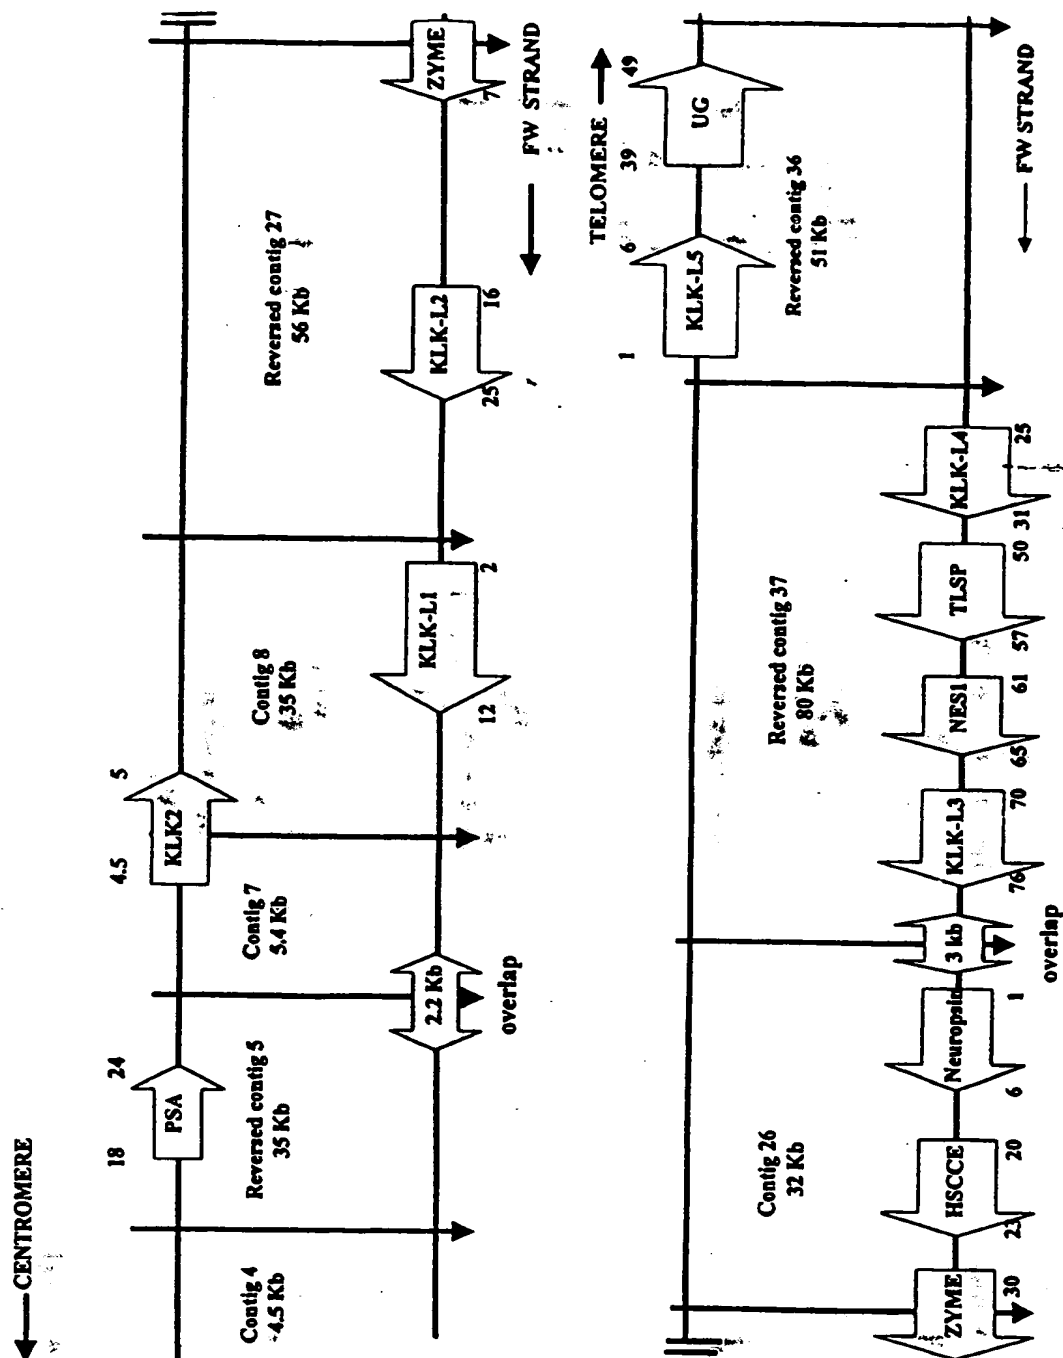 CENTROMERE
18 24 4.5 5
PSA KLK2
Contig 4
-4.5 Kb
Reversed contig 5
35 Kb
Contig 7
5.4 Kb
Contig 8
35 Kb
Reversed contig 27
56 Kb
2.2 Kb KLK-L1 KLK-L2 ZYME
12 2 25 16 7
overlap FW STRAND
TELOMERE
1 6 39 49
KLK-L5 UG
Contig 26
32 Kb
Reversed contig 37
80 Kb
Reversed contig 36
51 Kb
ZYME HSCCE Neuropsin 3 kb KLK-L3 NES1 TLSP KLK-L4
30 23 20 6 1 76 70 65 61 57 50 31 25
overlap FW STRAND